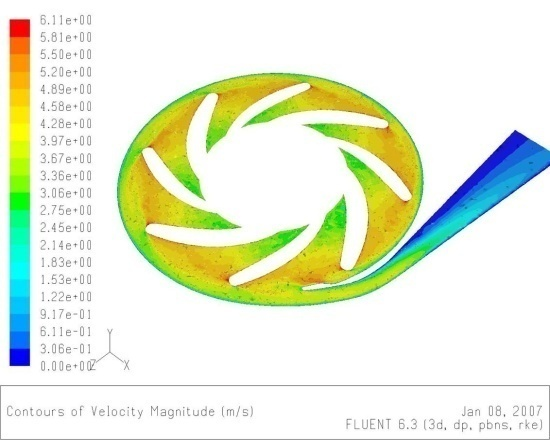 6.11e+00
5.81e+00
5.50e+00
5.20e+00
4.89e+00
4.58e+00
4.28e+00
3.97e+00
3.67e+00
3.36e+00
3.06e+00
2.75e+00
2.45e+00
2.14e+00
1.83e+00
1.53e+00
1.22e+00
9.17e-01
6.11e-01
3.06e-01
0.00e+00
Y
Z X
Contours of Velocity Magnitude (m/s)
Jan 08, 2007
FLUENT 6.3 (3d, dp, pbns, rke)